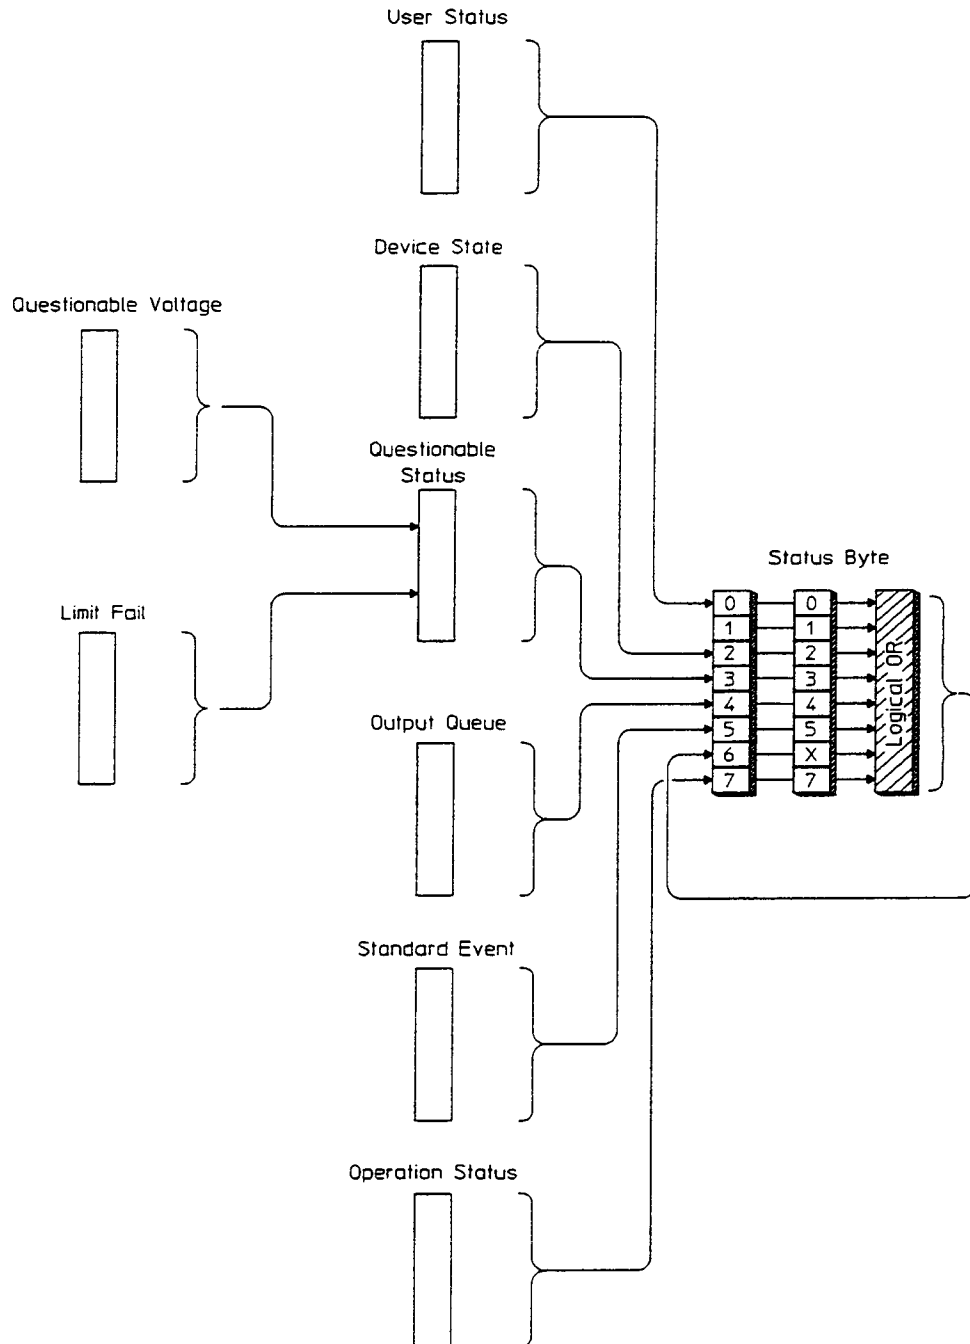 User Status
Device State
Questionable Voltage
Questionable
Status
Status Byte
Limit Fail
0 0
1 1
2 2
3 3
4 4
5 5
6 X
7 7
Logical OR
Output Queue
Standard Event
Operation Status